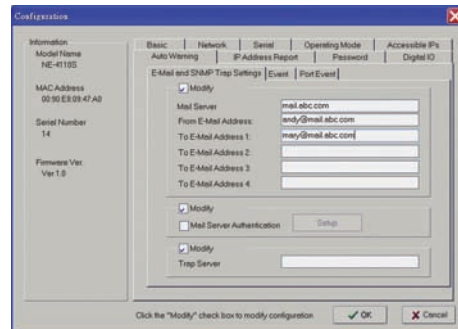 Configuration
Information
Model Name
NE-4110S
MAC Address
00:90:E8:09:47:A0
Serial Number
14
Firmware Ver.
Ver 1.0
Basic Network Serial Operating Mode Accessible IPs
Auto Warning IP Address Report Password Digital IO
E-Mail and SNMP Trap Settings Event Port Event
Modify
Mail Server mail.abc.com
From E-Mail Address: andy@mail.abc.com
To E-Mail Address 1: mary@mail.abc.com
To E-Mail Address 2:
To E-Mail Address 3:
To E-Mail Address 4:
Modify
Mail Server Authentication Setup
Modify
Trap Server
Click the "Modify" check box to modify configuration OK Cancel